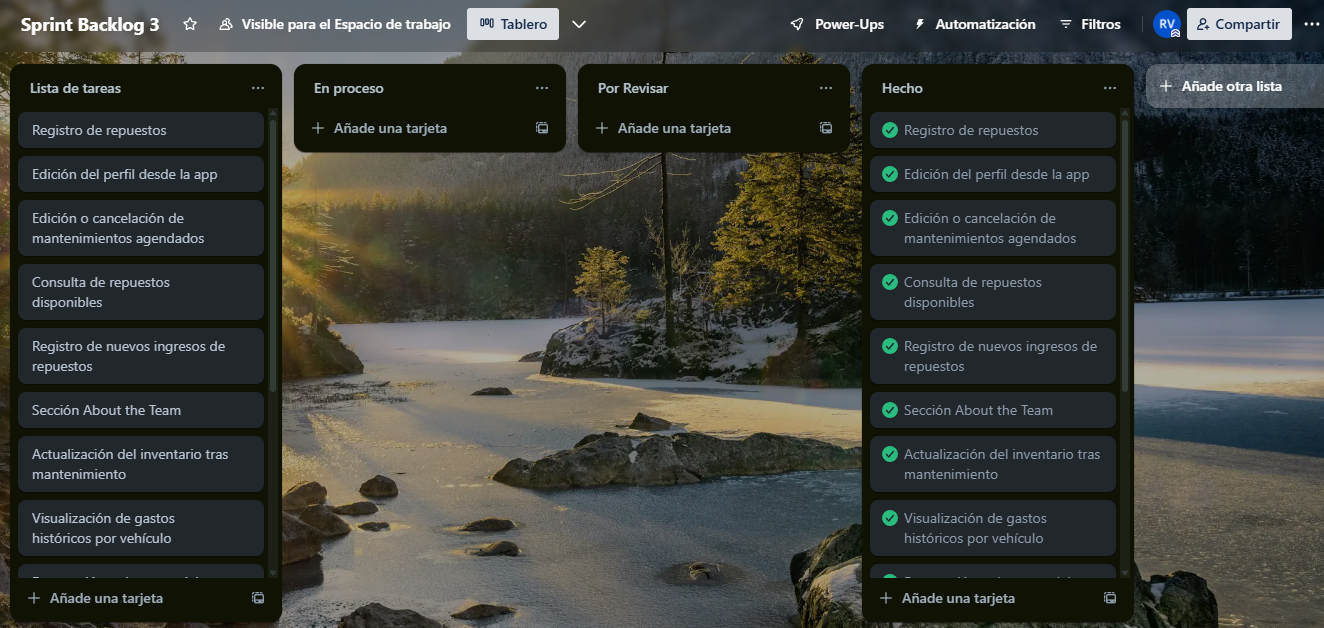 Sprint Backlog 3
Visible para el Espacio de trabajo
Tablero
Power-Ups
Automatización
Filtros
RV
Compartir
Lista de tareas
Registro de repuestos
Edición del perfil desde la app
Edición o cancelación de
mantenimientos agendados
Consulta de repuestos
disponibles
Registro de nuevos ingresos de
repuestos
Sección About the Team
Actualización del inventario tras
mantenimiento
Visualización de gastos
históricos por vehículo
Añade una tarjeta
En proceso
Añade una tarjeta
Por Revisar
Añade una tarjeta
Hecho
Registro de repuestos
Edición del perfil desde la app
Edición o cancelación de
mantenimientos agendados
Consulta de repuestos
disponibles
Registro de nuevos ingresos de
repuestos
Sección About the Team
Actualización del inventario tras
mantenimiento
Visualización de gastos
históricos por vehículo
Añade una tarjeta
Añade otra lista